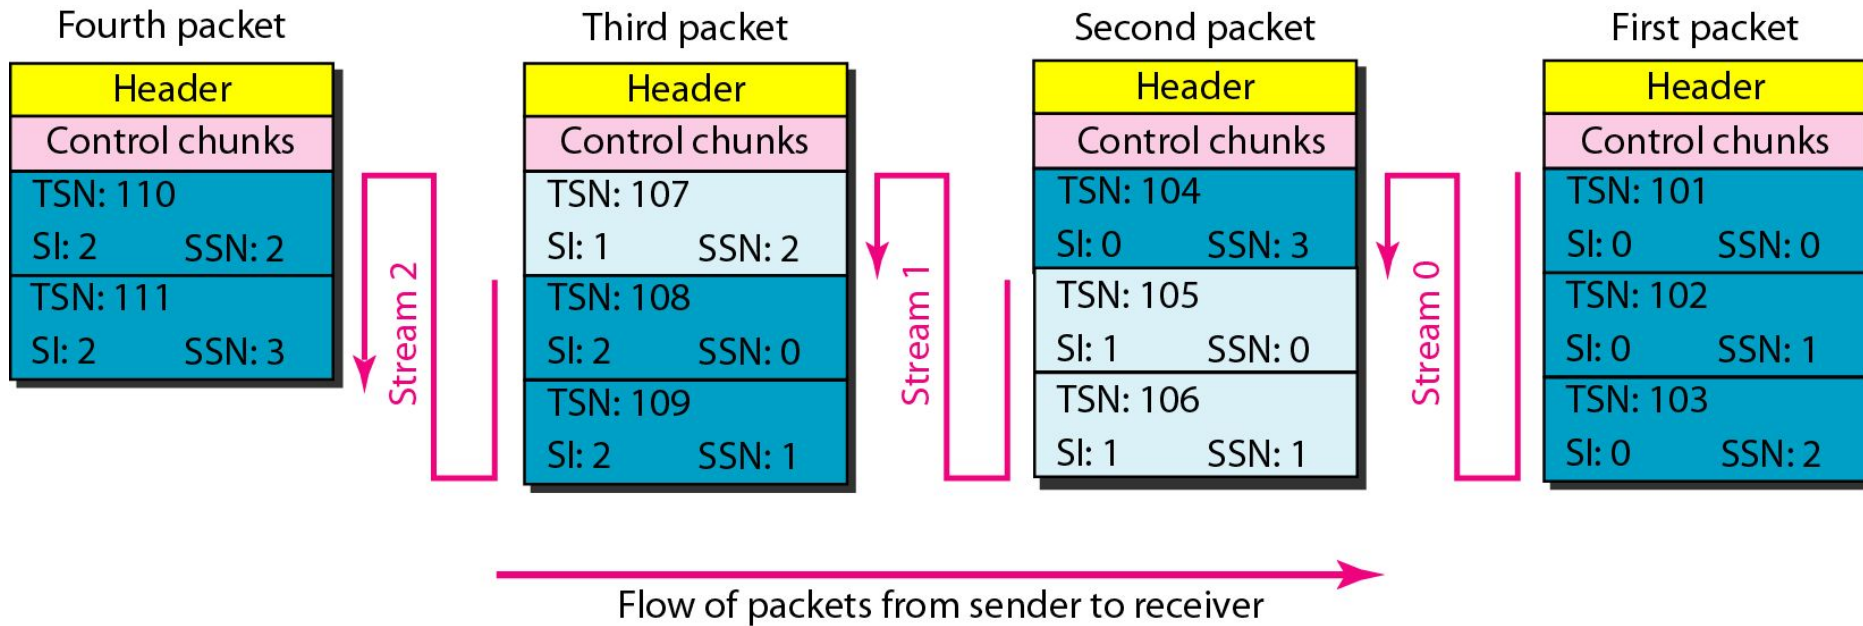 Fourth packet
Header
Control chunks
TSN: 110
SI: 2 SSN: 2
TSN: 111
SI: 2 SSN: 3
Stream 2
Third packet
Header
Control chunks
TSN: 107
SI: 1 SSN: 2
TSN: 108
SI: 2 SSN: 0
TSN: 109
SI: 2 SSN: 1
Stream 1
Second packet
Header
Control chunks
TSN: 104
SI: 0 SSN: 3
TSN: 105
SI: 1 SSN: 0
TSN: 106
SI: 1 SSN: 1
Stream 0
First packet
Header
Control chunks
TSN: 101
SI: 0 SSN: 0
TSN: 102
SI: 0 SSN: 1
TSN: 103
SI: 0 SSN: 2
Flow of packets from sender to receiver